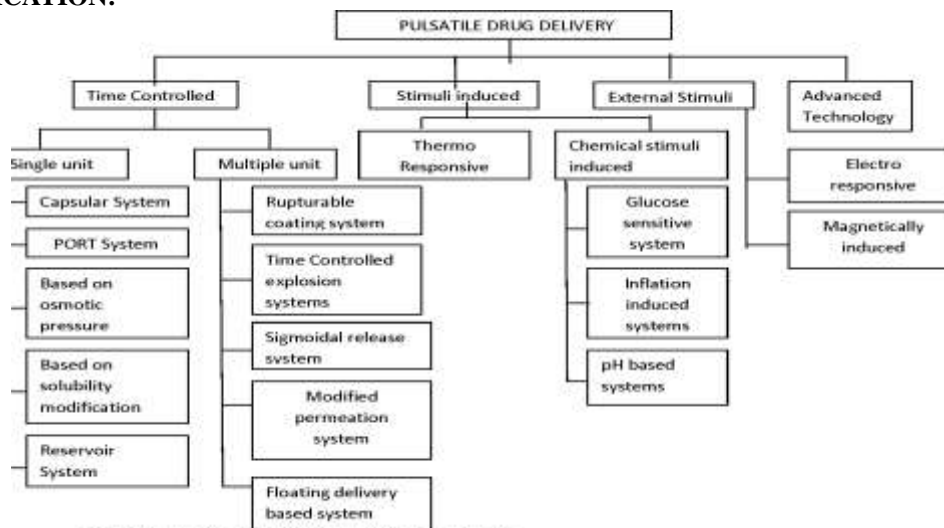 ICATION:
PULSATILE DRUG DELIVERY
Time Controlled
Stimuli induced
External Stimuli
Advanced
Technology
Single unit
Multiple unit
Thermo
Responsive
Chemical stimuli
induced
Electro
responsive
Magnetically
induced
Capsular System
PORT System
Based on
osmotic
pressure
Based on
solubility
modification
Reservoir
System
Rupturable
coating system
Time Controlled
explosion
systems
Sigmoidal release
system
Modified
permeation
system
Floating delivery
based system
Glucose
sensitive
system
Inflation
induced
systems
pH based
systems